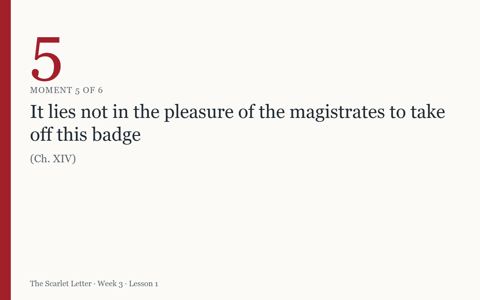 5
MOMENT 5 OF 6
It lies not in the pleasure of the magistrates to take
off this badge
(Ch. XIV)
The Scarlet Letter · Week 3 · Lesson 1